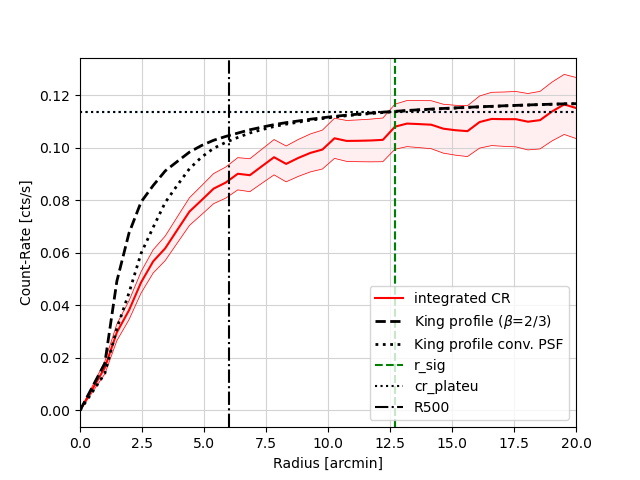 0.12
0.10
0.08
0.06
0.04
0.02
0.00
Count-Rate [cts/s]
integrated CR
King profile (β=2/3)
King profile conv. PSF
r_sig
cr_plateu
R500
0.0 2.5 5.0 7.5 10.0 12.5 15.0 17.5 20.0
Radius [arcmin]